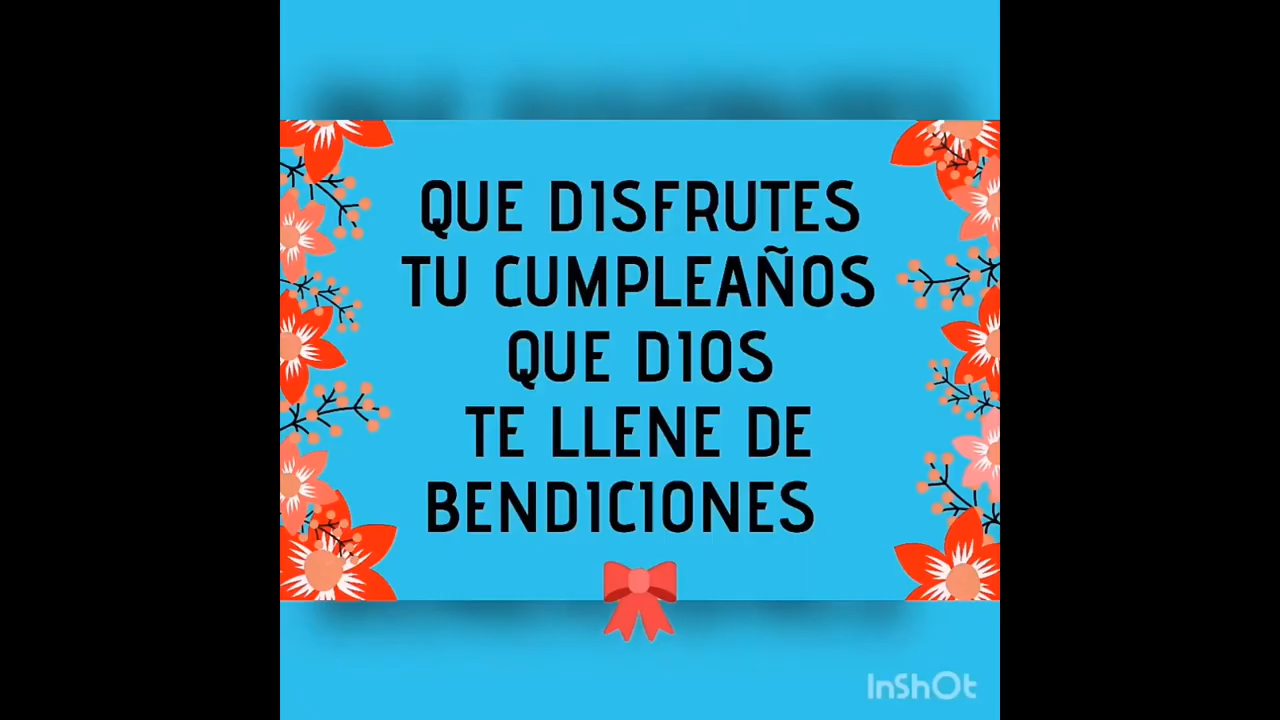 QUE DISFRUTES
TU CUMPLEAÑOS
QUE DIOS
TE LLENE DE
BENDICIONES
InShOt